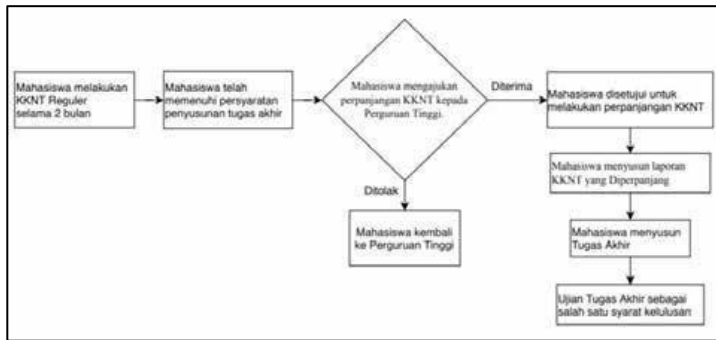 Mahasiswa melakukan
KKNT Reguler
selama 2 bulan
Mahasiswa telah
memenuhi persyaratan
penyusunan tugas akhir
Mahasiswa mengajukan
perpanjangan KKNT kepada
Perguruan Tinggi.
Diterima
Mahasiswa disetujui untuk
melakukan perpanjangan KKNT
Mahasiswa menyusun laporan
KKNT yang Diperpanjang
Ditolak
Mahasiswa kembali
ke Perguruan Tinggi
Mahasiswa menyusun
Tugas Akhir
Ujian Tugas Akhir sebagai
salah satu syarat kelulusan